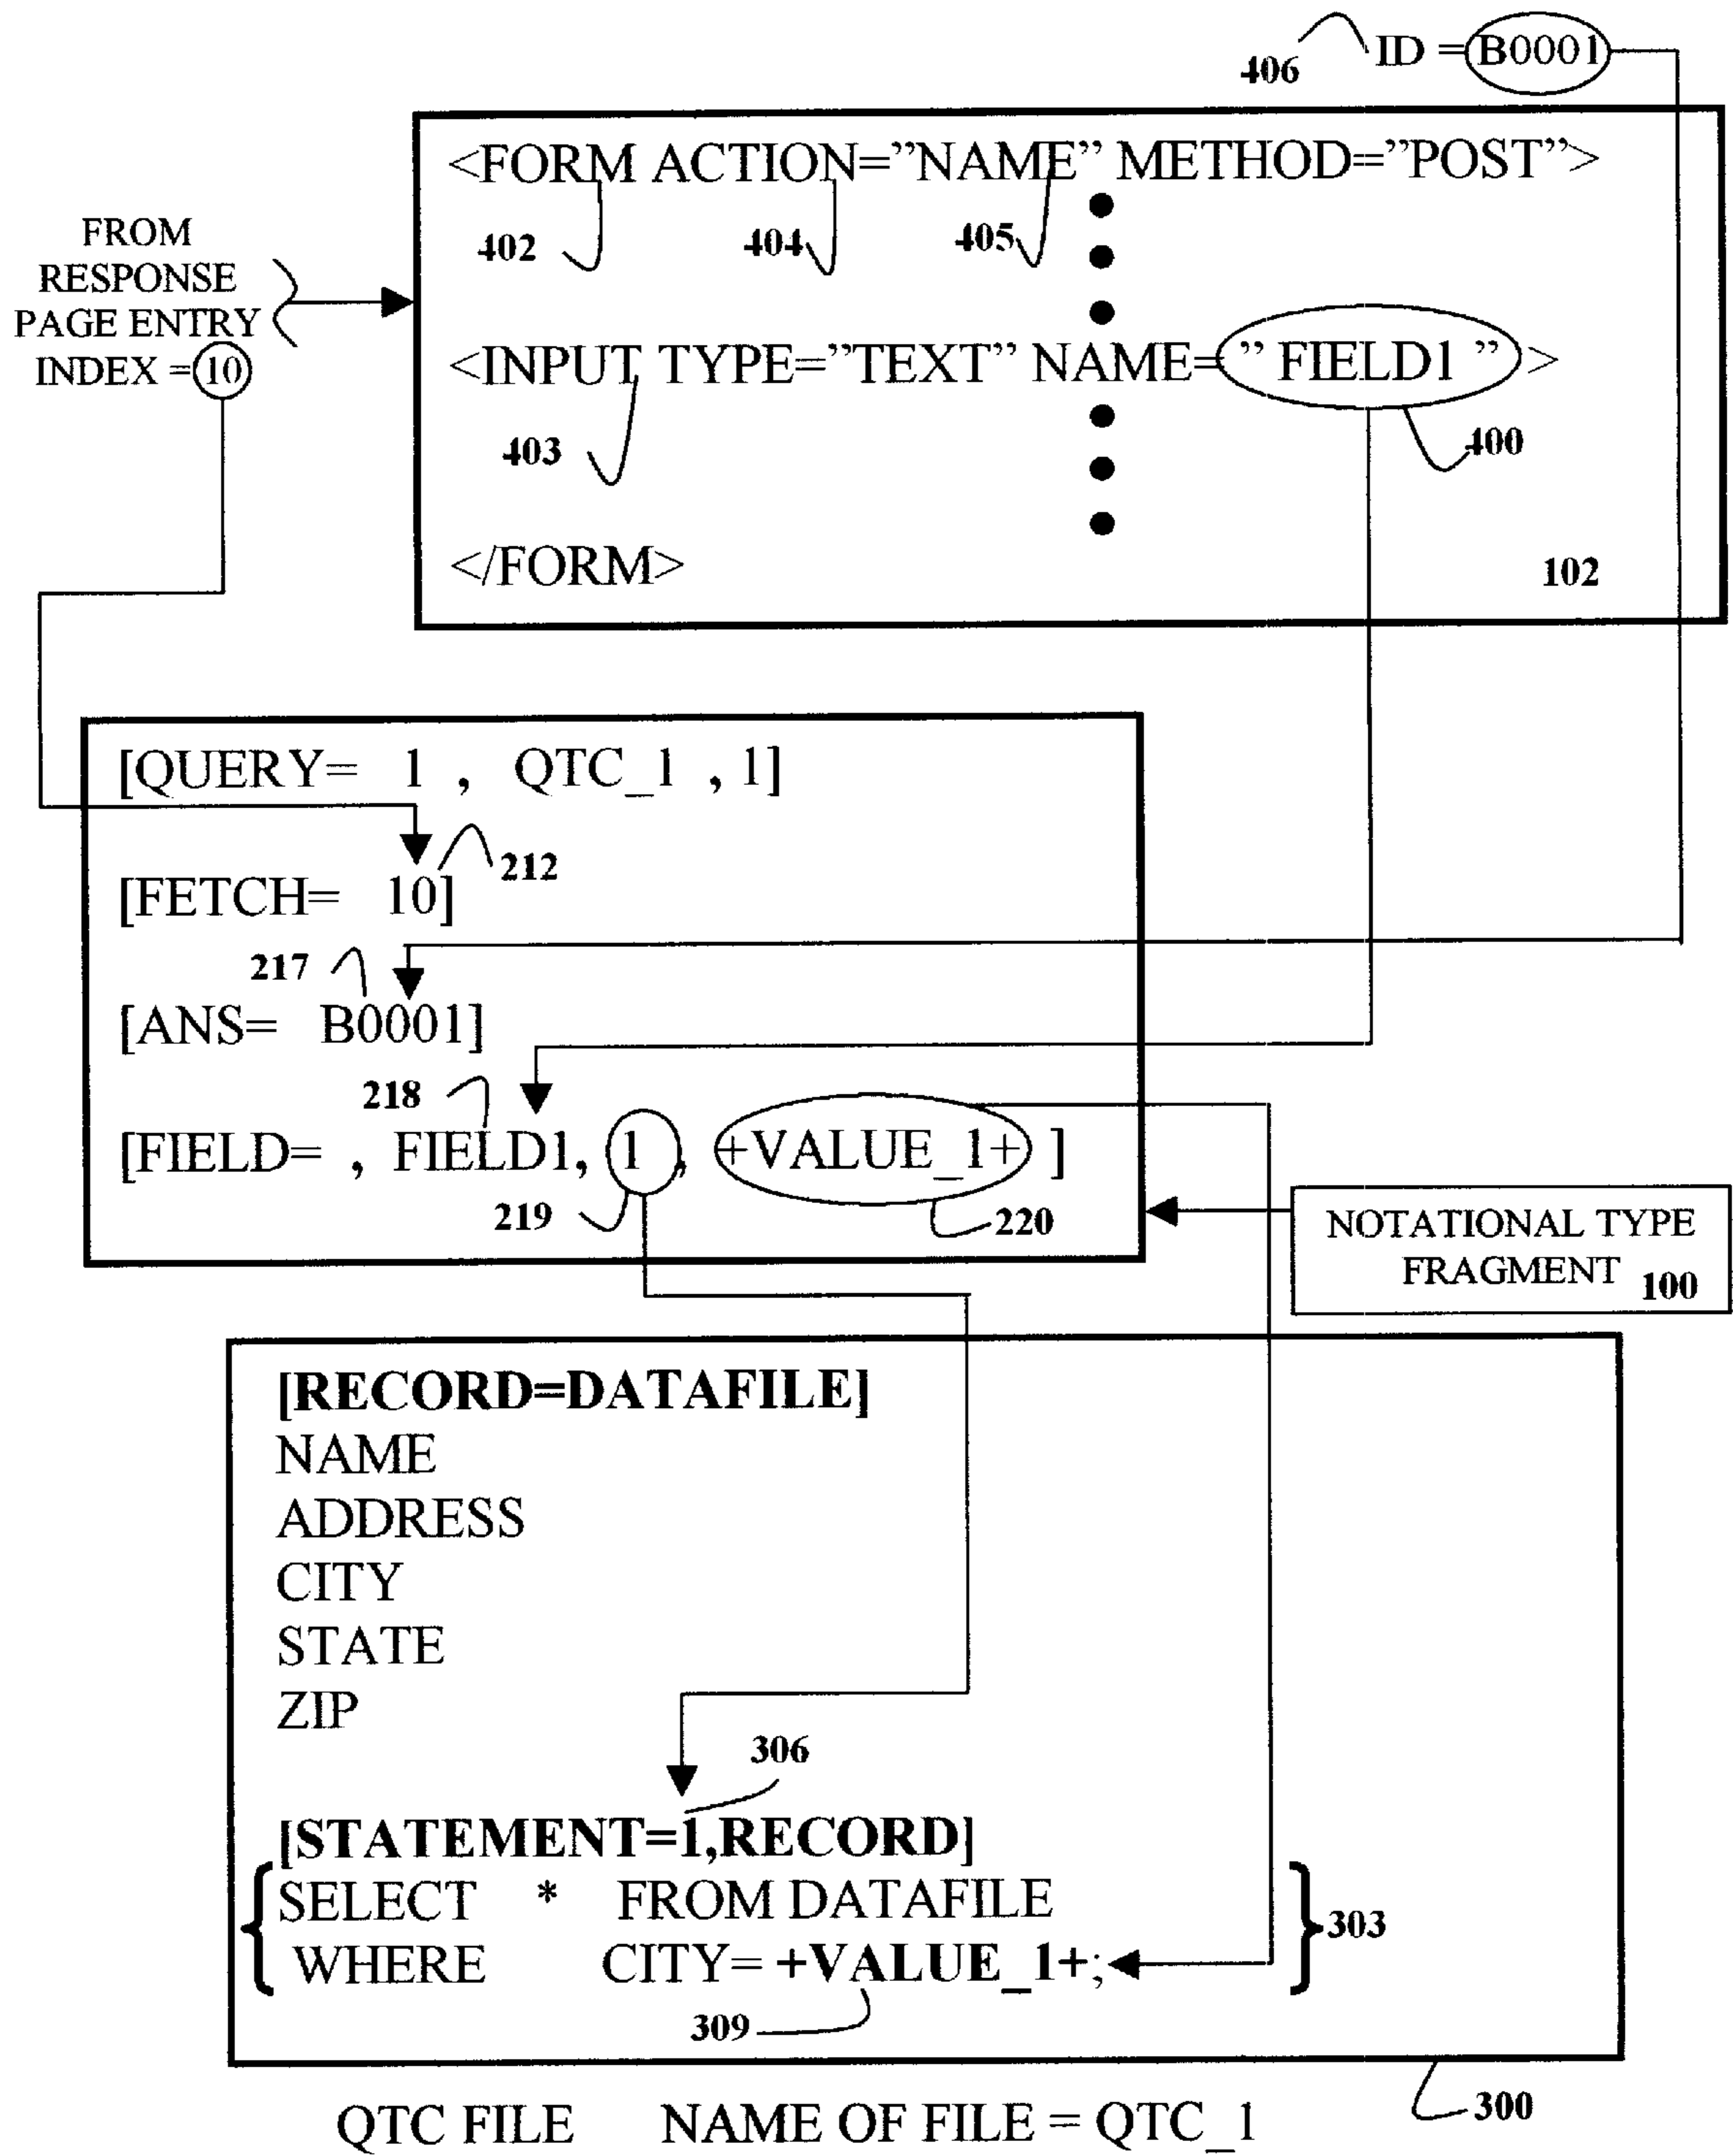 406 ID = B0001
<FORM ACTION=”NAME” METHOD=”POST”>
402 404 405
FROM
RESPONSE
PAGE ENTRY
INDEX = 10
<INPUT TYPE=”TEXT” NAME= ” FIELD1 ” >
403 400
</FORM>
102
[QUERY= 1 , QTC_1 , 1]
212
[FETCH= 10]
217
[ANS= B0001]
218
[FIELD= , FIELD1, 1 , +VALUE_1+ ]
219 220
NOTATIONAL TYPE
FRAGMENT 100
[RECORD=DATAFILE]
NAME
ADDRESS
CITY
STATE
ZIP
306
[STATEMENT=1,RECORD]
SELECT * FROM DATAFILE
303
WHERE CITY= +VALUE_1+;
309
300
QTC FILE NAME OF FILE = QTC_1